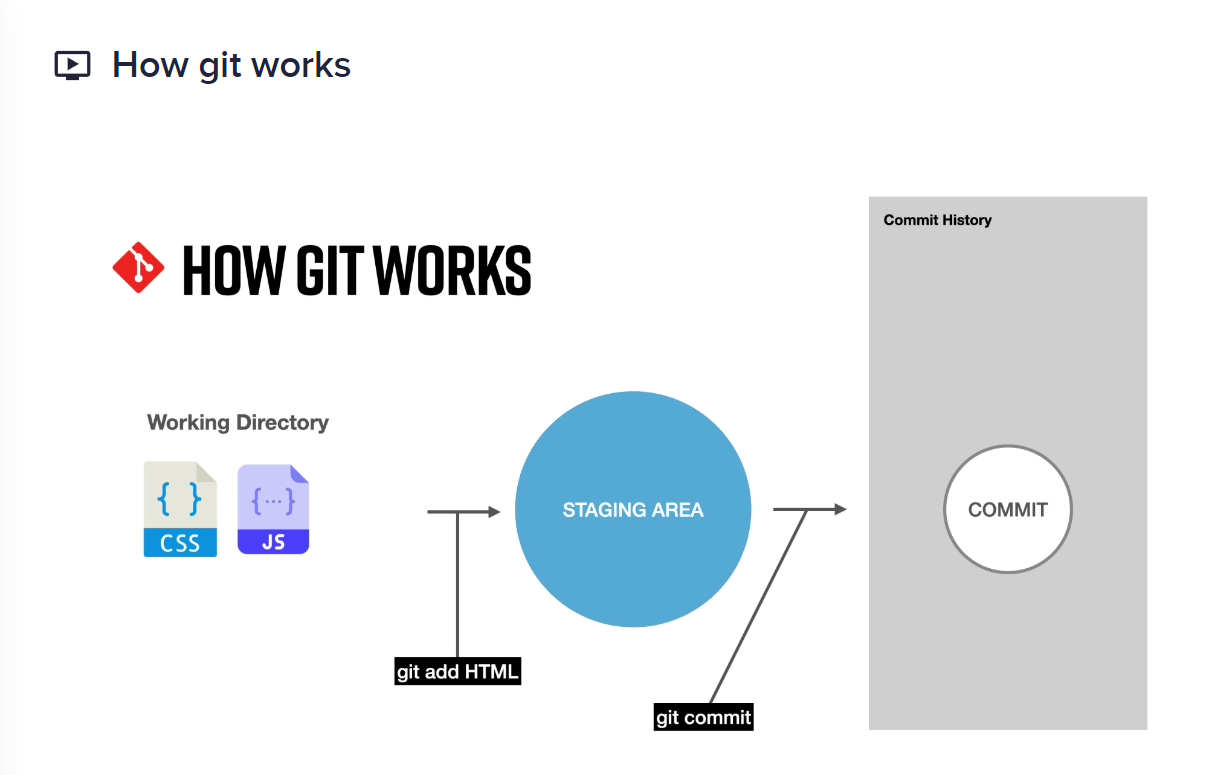 How git works
HOW GIT WORKS
Commit History
Working Directory
{ }
CSS
{...}
JS
STAGING AREA
COMMIT
git add HTML
git commit